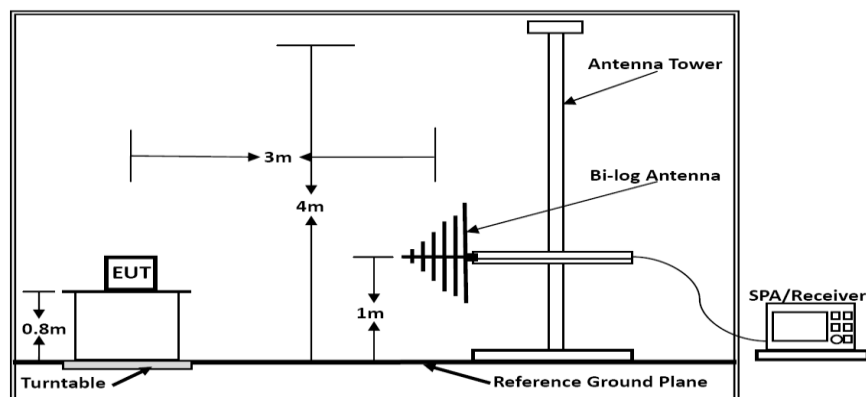 Antenna Tower
3m
Bi-log Antenna
4m
EUT
SPA/Receiver
0.8m
1m
Turntable
Reference Ground Plane